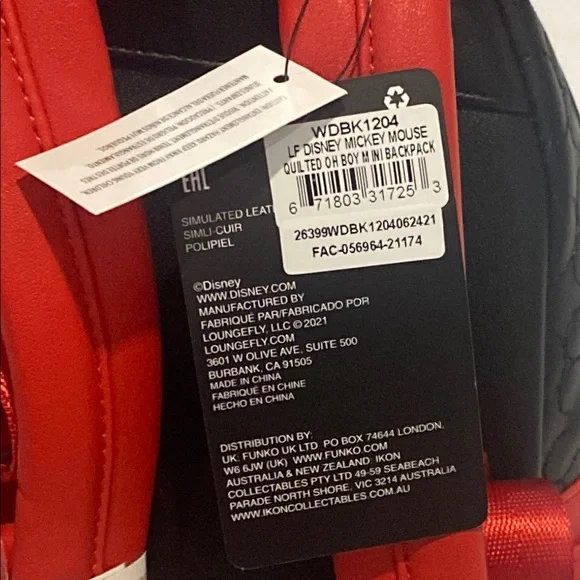 WDBK1204
LF DISNEY MICKEY MOUSE
QUILTED OH BOY MINI BACKPACK
6 71803 31725 3
26399WDBK1204062421
FAC-056964-21174
EAC
SIMULATED
SIMLI-CUIR
POLIPIEL
©Disney
WWW.DISNEY.COM
MANUFACTURED BY
FABRIQUÉ PAR/FABRICADO POR
LOUNGEFLY, LLC © 2021
LOUNGEFLY.COM
3601 W OLIVE AVE, SUITE 500
BURBANK, CA 91505
MADE IN CHINA
FABRIQUÉ EN CHINE
HECHO EN CHINA
DISTRIBUTION BY:
UK: FUNKO UK LTD PO BOX 74644 LONDON,
W6 6JW (UK) WWW.FUNKO.COM
AUSTRALIA & NEW ZEALAND: IKON
COLLECTABLES PTY LTD 49-59 SEABEACH
PARADE NORTH SHORE, VIC 3214 AUSTRALIA
WWW.IKONCOLLECTABLES.COM.AU